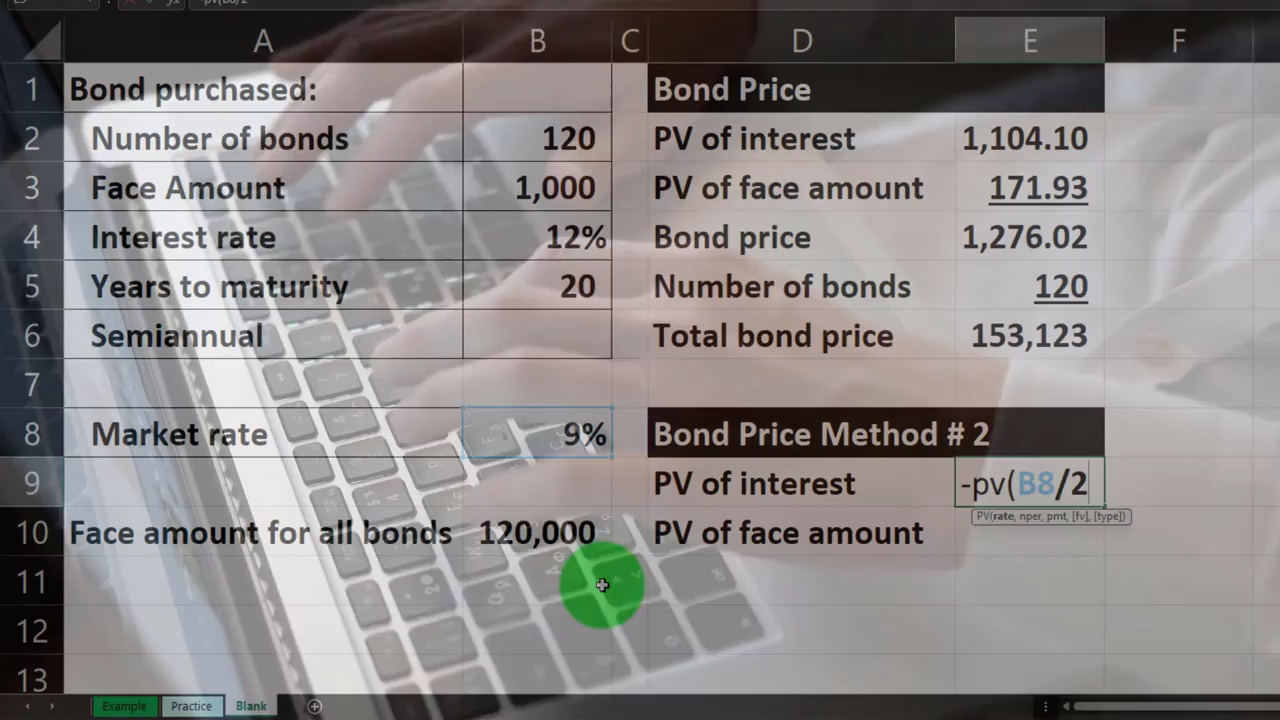 A B C D E F
1 Bond purchased: Bond Price
2 Number of bonds 120 PV of interest 1,104.10
3 Face Amount 1,000 PV of face amount 171.93
4 Interest rate 12% Bond price 1,276.02
5 Years to maturity 20 Number of bonds 120
6 Semiannual Total bond price 153,123
7
8 Market rate 9% Bond Price Method # 2
9 PV of interest -pv(B8/2
PV(rate, nper, pmt, [fv], [type])
10 Face amount for all bonds 120,000 PV of face amount
11
12
13
Example Practice Blank